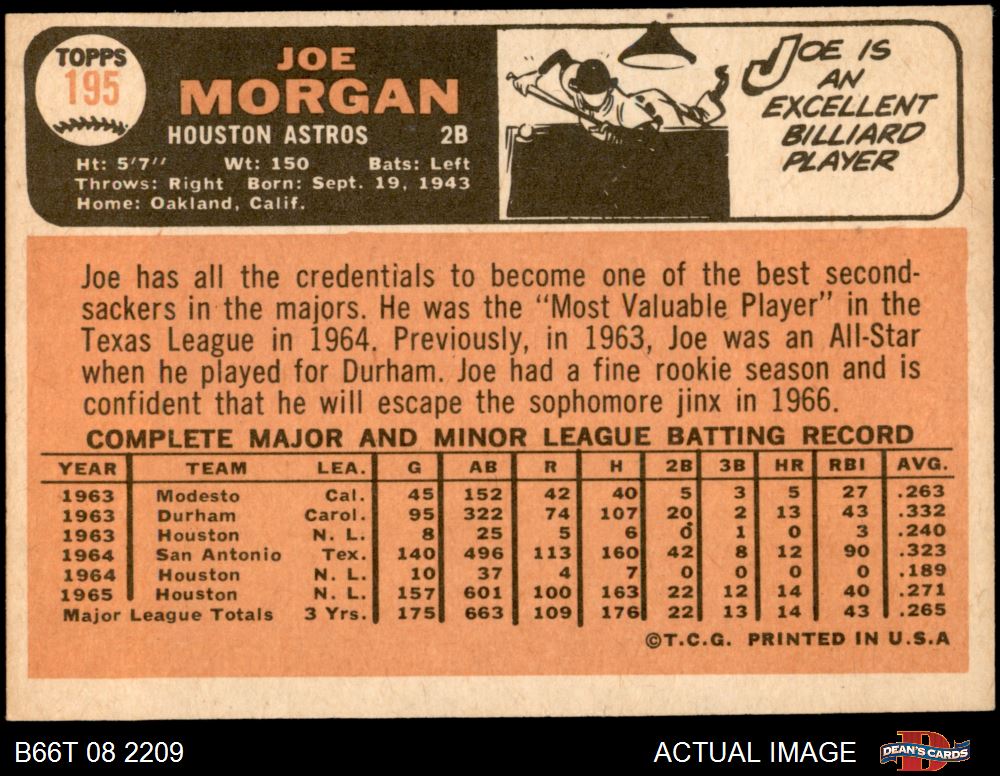 TOPPS
195
JOE
MORGAN
HOUSTON ASTROS 2B
Ht: 5'7" Wt: 150 Bats: Left
Throws: Right Born: Sept. 19, 1943
Home: Oakland, Calif.
JOE IS
AN
EXCELLENT
BILLIARD
PLAYER
Joe has all the credentials to become one of the best second-
sackers in the majors. He was the "Most Valuable Player" in the
Texas League in 1964. Previously, in 1963, Joe was an All-Star
when he played for Durham. Joe had a fine rookie season and is
confident that he will escape the sophomore jinx in 1966.
COMPLETE MAJOR AND MINOR LEAGUE BATTING RECORD
YEAR TEAM LEA. G AB R H 2B 3B HR RBI AVG.
1963 Modesto Cal. 45 152 42 40 5 3 5 27 .263
1963 Durham Carol. 95 322 74 107 20 2 13 43 .332
1963 Houston N. L. 8 25 5 6 0 1 0 3 .240
1964 San Antonio Tex. 140 496 113 160 42 8 12 90 .323
1964 Houston N. L. 10 37 4 7 0 0 0 0 .189
1965 Houston N. L. 157 601 100 163 22 12 14 40 .271
Major League Totals 3 Yrs. 175 663 109 176 22 13 14 43 .265
©T.C.G. PRINTED IN U.S.A
B66T 08 2209 ACTUAL IMAGE DEAN'S CARDS